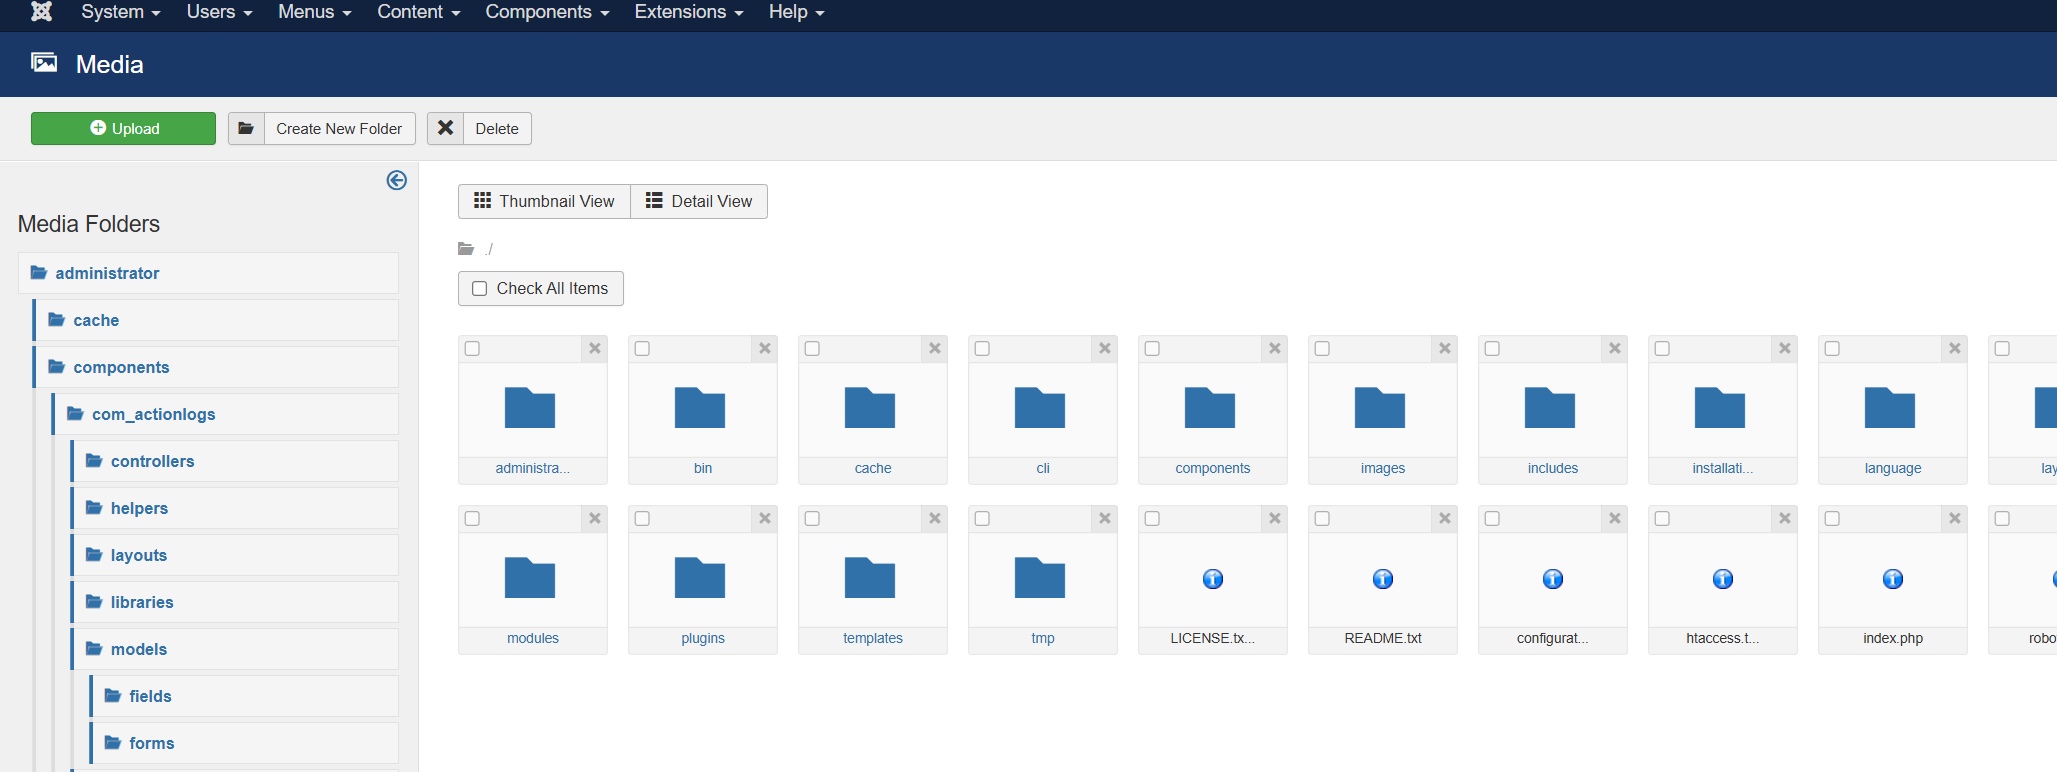 System Users Menus Content Components Extensions Help
Media
Upload Create New Folder Delete
Thumbnail View Detail View
Media Folders
./
administrator
Check All Items
cache
components
com_actionlogs
controllers
helpers
layouts
libraries
models
fields
forms
administra... bin cache cli components images includes installati... language lay
modules plugins templates tmp LICENSE.tx... README.txt configurat... htaccess.t... index.php robo